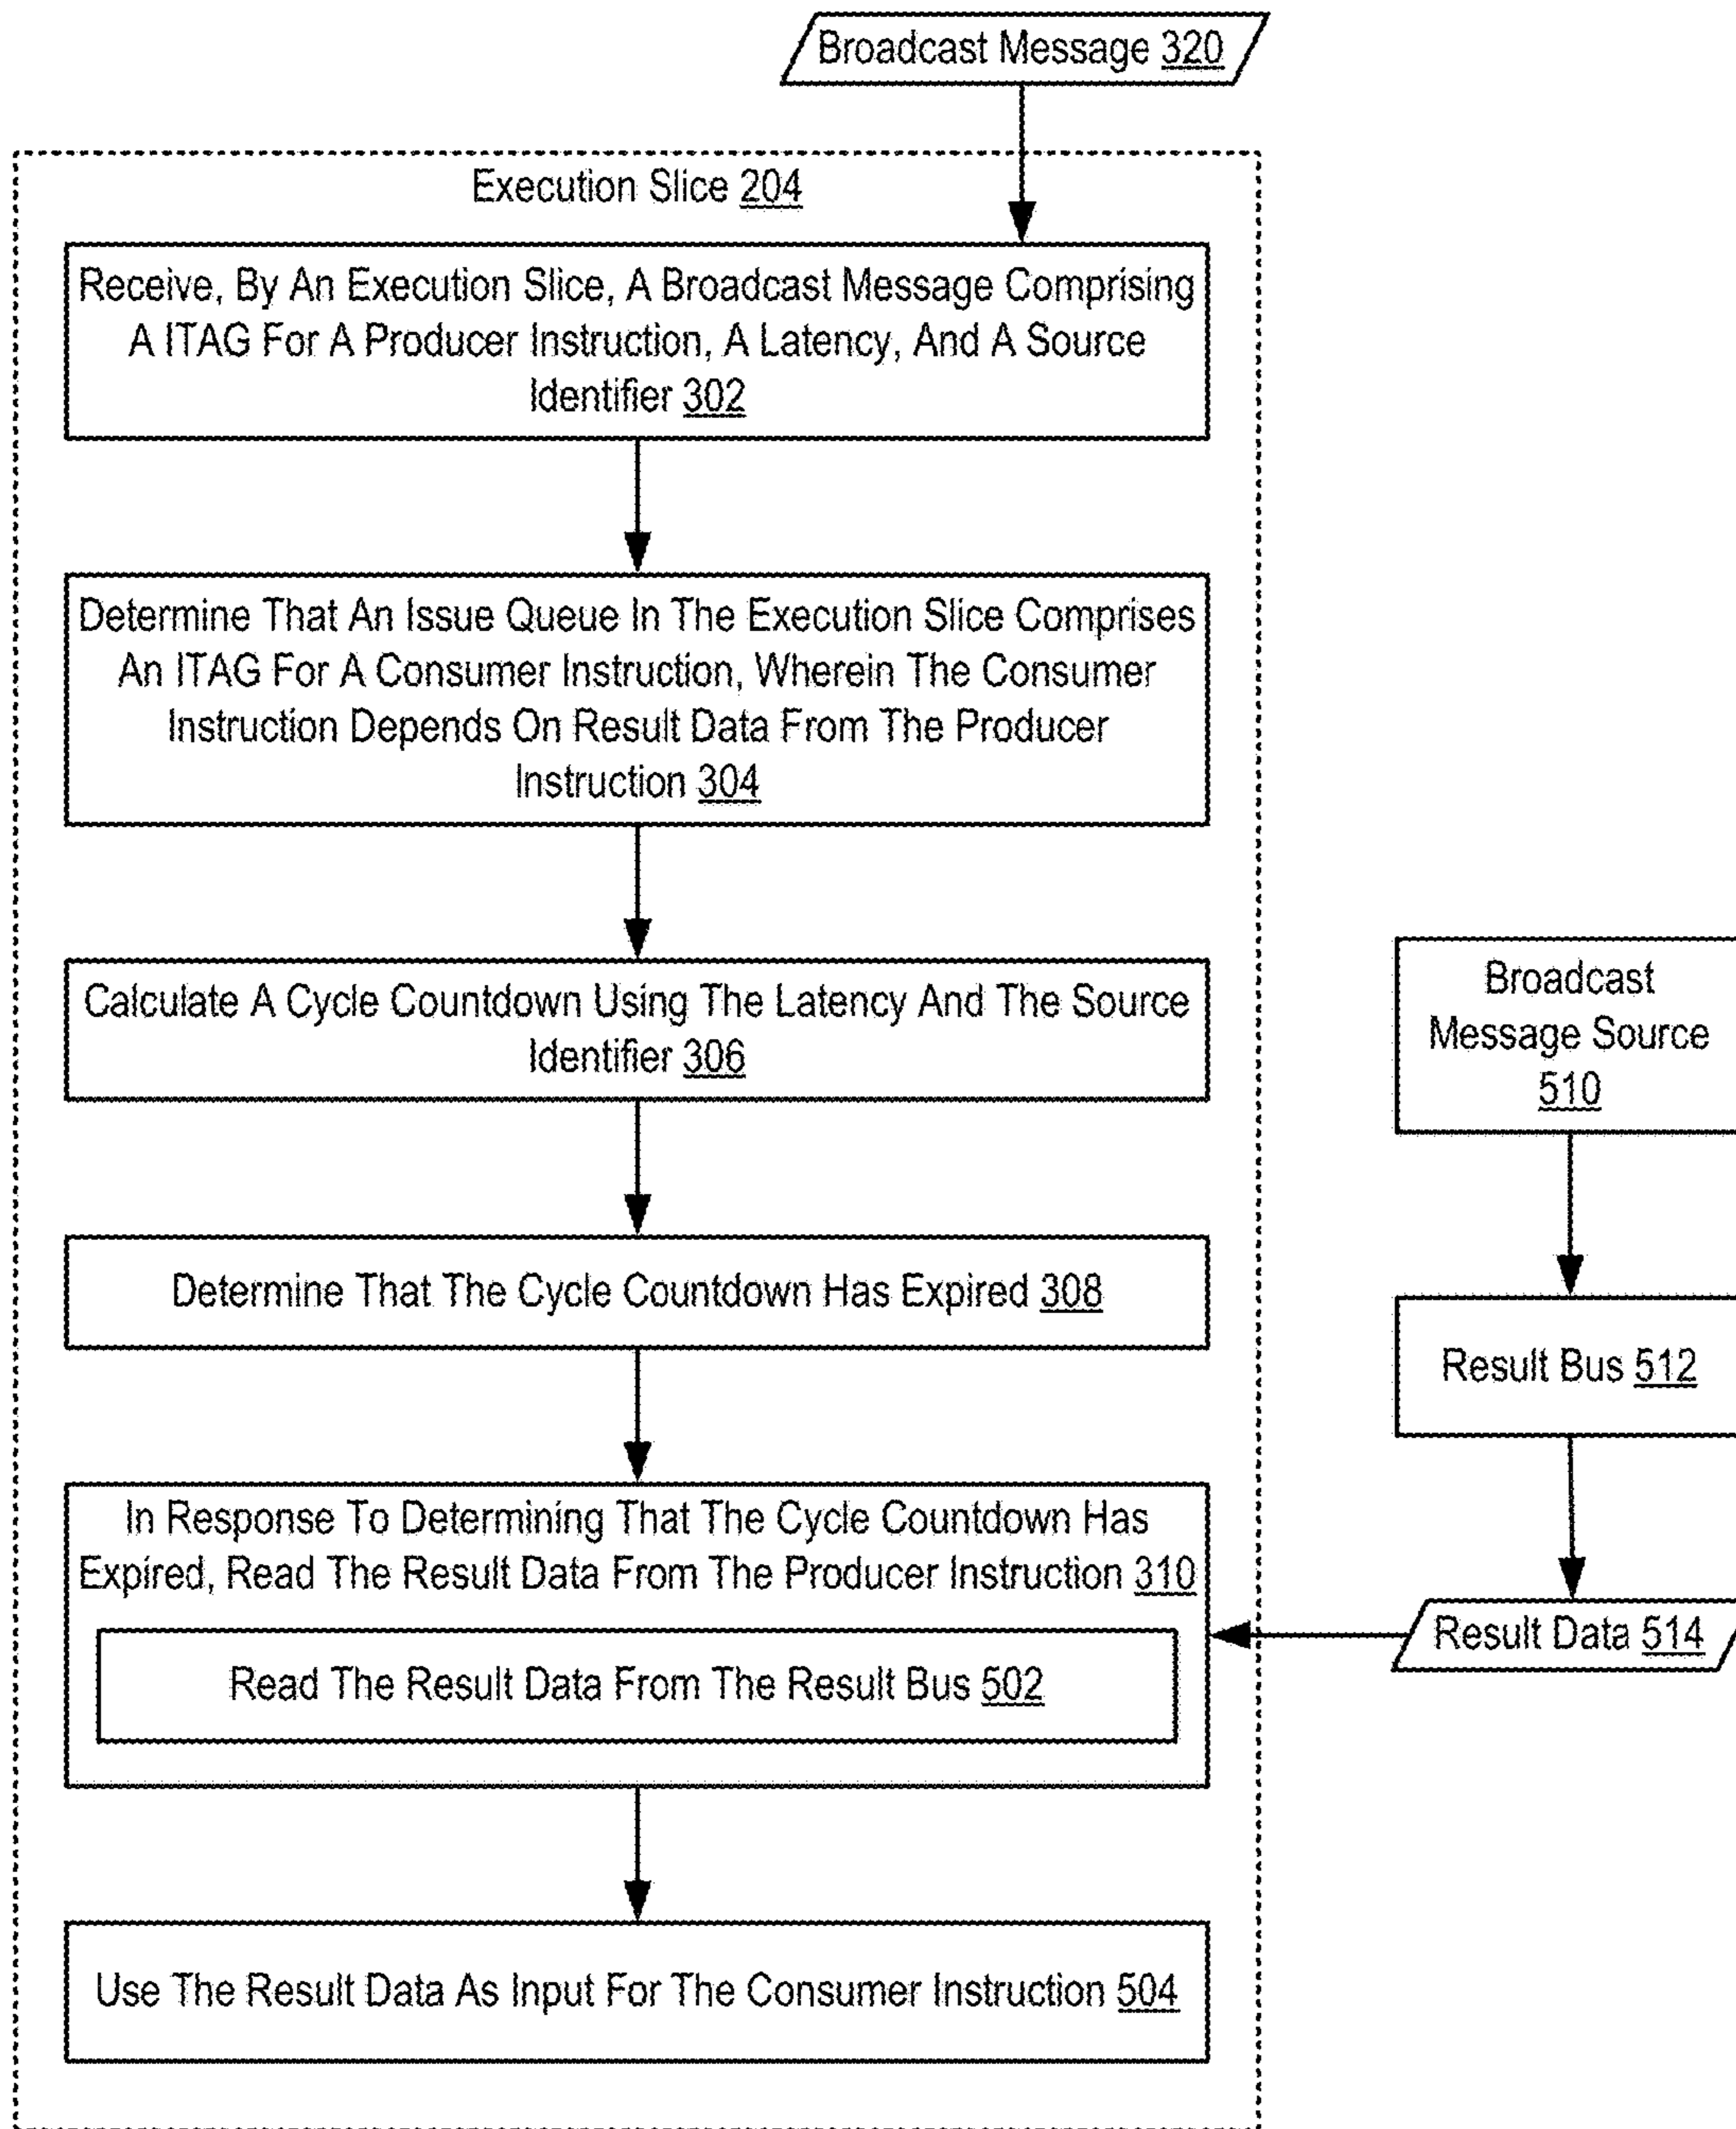 Broadcast Message 320
Execution Slice 204
Receive, By An Execution Slice, A Broadcast Message Comprising
A ITAG For A Producer Instruction, A Latency, And A Source
Identifier 302
Determine That An Issue Queue In The Execution Slice Comprises
An ITAG For A Consumer Instruction, Wherein The Consumer
Instruction Depends On Result Data From The Producer
Instruction 304
Calculate A Cycle Countdown Using The Latency And The Source
Identifier 306
Broadcast
Message Source
510
Determine That The Cycle Countdown Has Expired 308
Result Bus 512
In Response To Determining That The Cycle Countdown Has
Expired, Read The Result Data From The Producer Instruction 310
Result Data 514
Read The Result Data From The Result Bus 502
Use The Result Data As Input For The Consumer Instruction 504